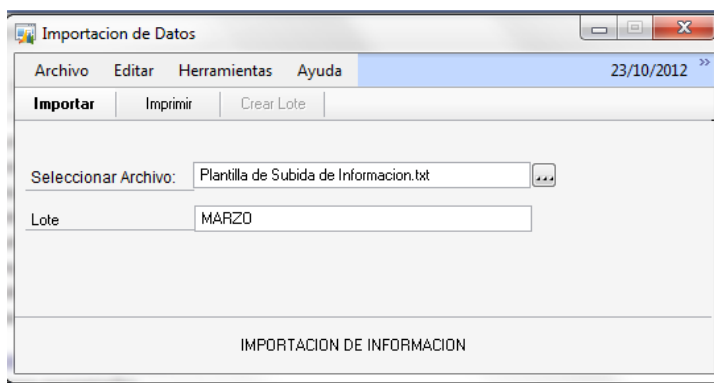 Importacion de Datos
Archivo Editar Herramientas Ayuda 23/10/2012 »
Importar Imprimir Crear Lote
Seleccionar Archivo: Plantilla de Subida de Informacion.txt ...
Lote MARZO
IMPORTACION DE INFORMACION